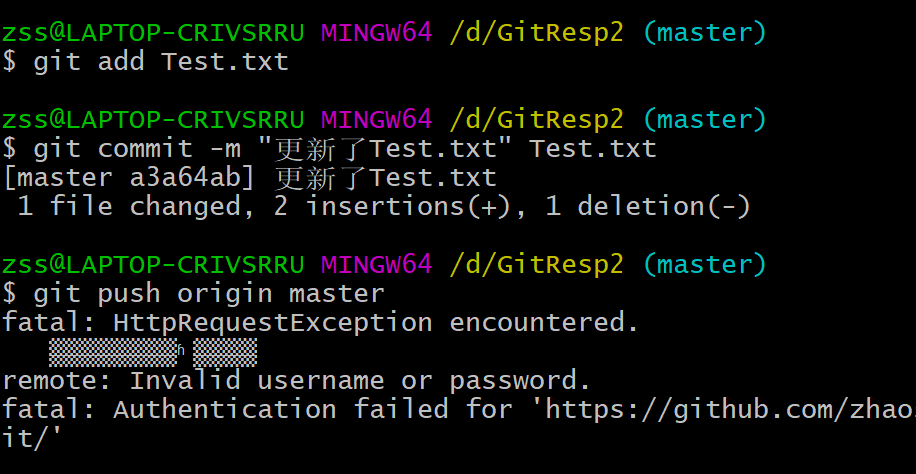 zss@LAPTOP-CRIVSRRU MINGW64 /d/GitResp2 (master)
$ git add Test.txt
zss@LAPTOP-CRIVSRRU MINGW64 /d/GitResp2 (master)
$ git commit -m "更新了Test.txt" Test.txt
[master a3a64ab] 更新了Test.txt
1 file changed, 2 insertions(+), 1 deletion(-)
zss@LAPTOP-CRIVSRRU MINGW64 /d/GitResp2 (master)
$ git push origin master
fatal: HttpRequestException encountered.
remote: Invalid username or password.
fatal: Authentication failed for 'https://github.com/zhao
it/'